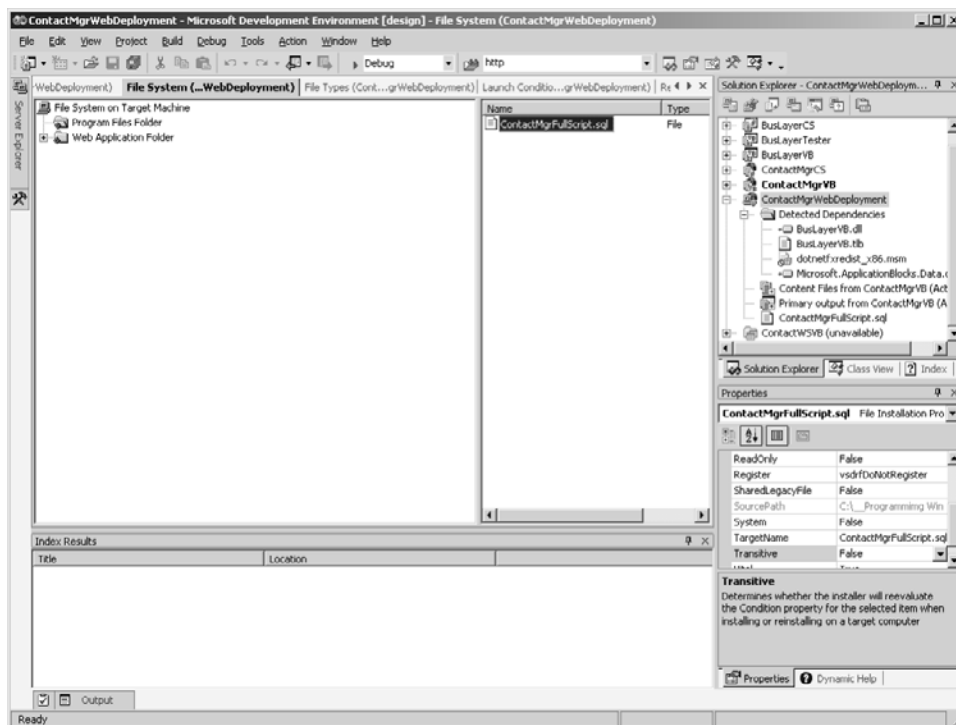 ContactMgrWebDeployment - Microsoft Development Environment [design] - File System (ContactMgrWebDeployment)
File Edit View Project Build Debug Tools Action Window Help
Debug http
WebDeployment) File System (...WebDeployment) File Types (Cont...grWebDeployment) Launch Conditio...grWebDeployment) Re
Server Explorer
File System on Target Machine
Program Files Folder
Web Application Folder
Name Type
ContactMgrFullScript.sql File
Solution Explorer - ContactMgrWebDeploym...
BusLayerCS
BusLayerTester
BusLayerVB
ContactMgrCS
ContactMgrVB
ContactMgrWebDeployment
Detected Dependencies
BusLayerVB.dll
BusLayerVB.tlb
dotnetfxredist_x86.msm
Microsoft.ApplicationBlocks.Data.
Content Files from ContactMgrVB (Act
Primary output from ContactMgrVB (A
ContactMgrFullScript.sql
ContactWSVB (unavailable)
Solution Explorer Class View Index
Properties
ContactMgrFullScript.sql File Installation Pro
ReadOnly False
Register vsdrfDoNotRegister
SharedLegacyFile False
SourcePath C:\__Programmimg Win
System False
TargetName ContactMgrFullScript.sql
Transitive False
Transitive
Determines whether the installer will reevaluate
the Condition property for the selected item when
installing or reinstalling on a target computer
Properties Dynamic Help
Index Results
Title Location
Output
Ready